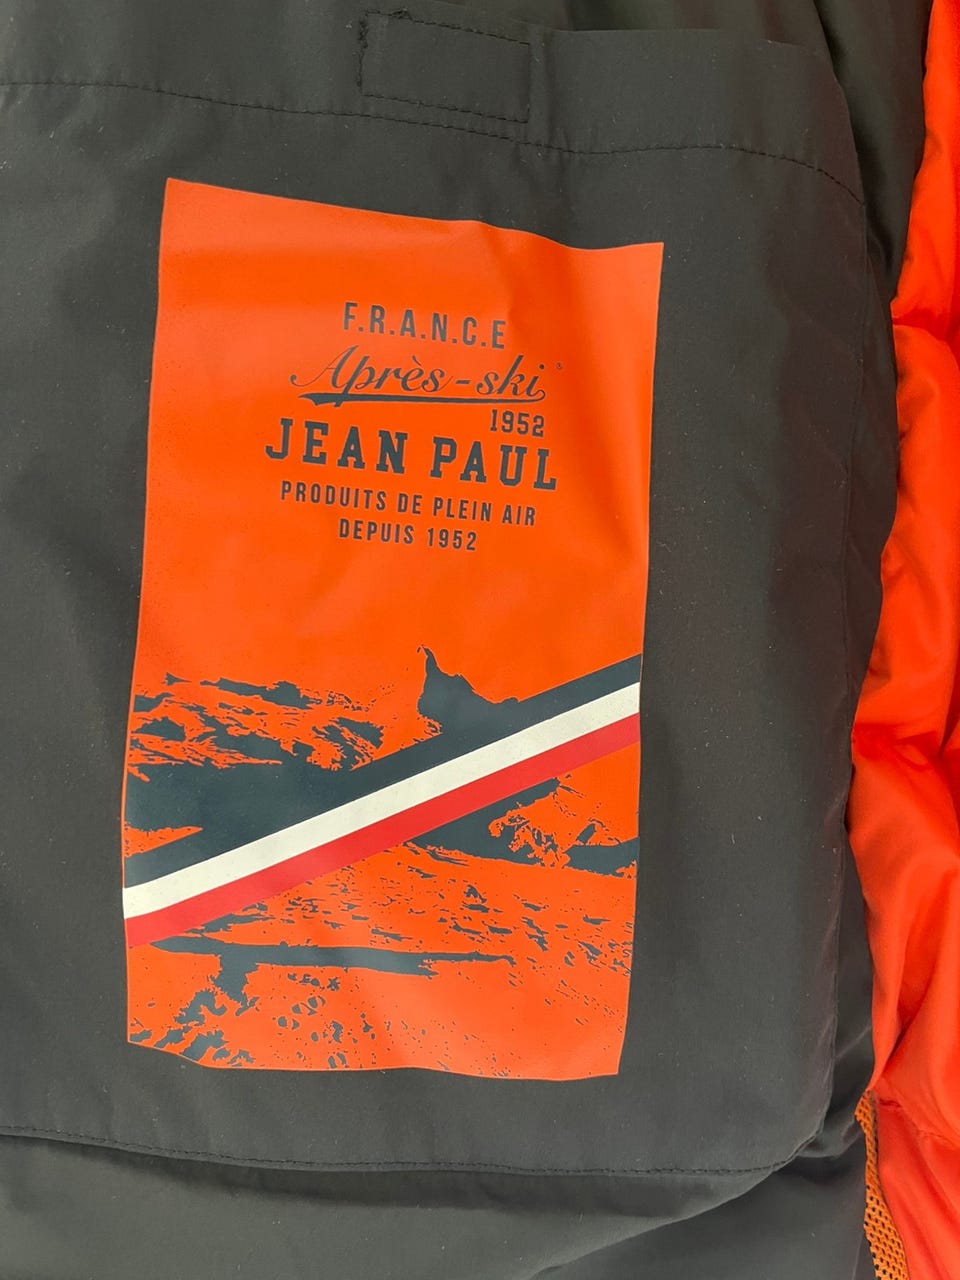 F.R.A.N.C.E
Après-ski®
1952
JEAN PAUL
PRODUITS DE PLEIN AIR
DEPUIS 1952